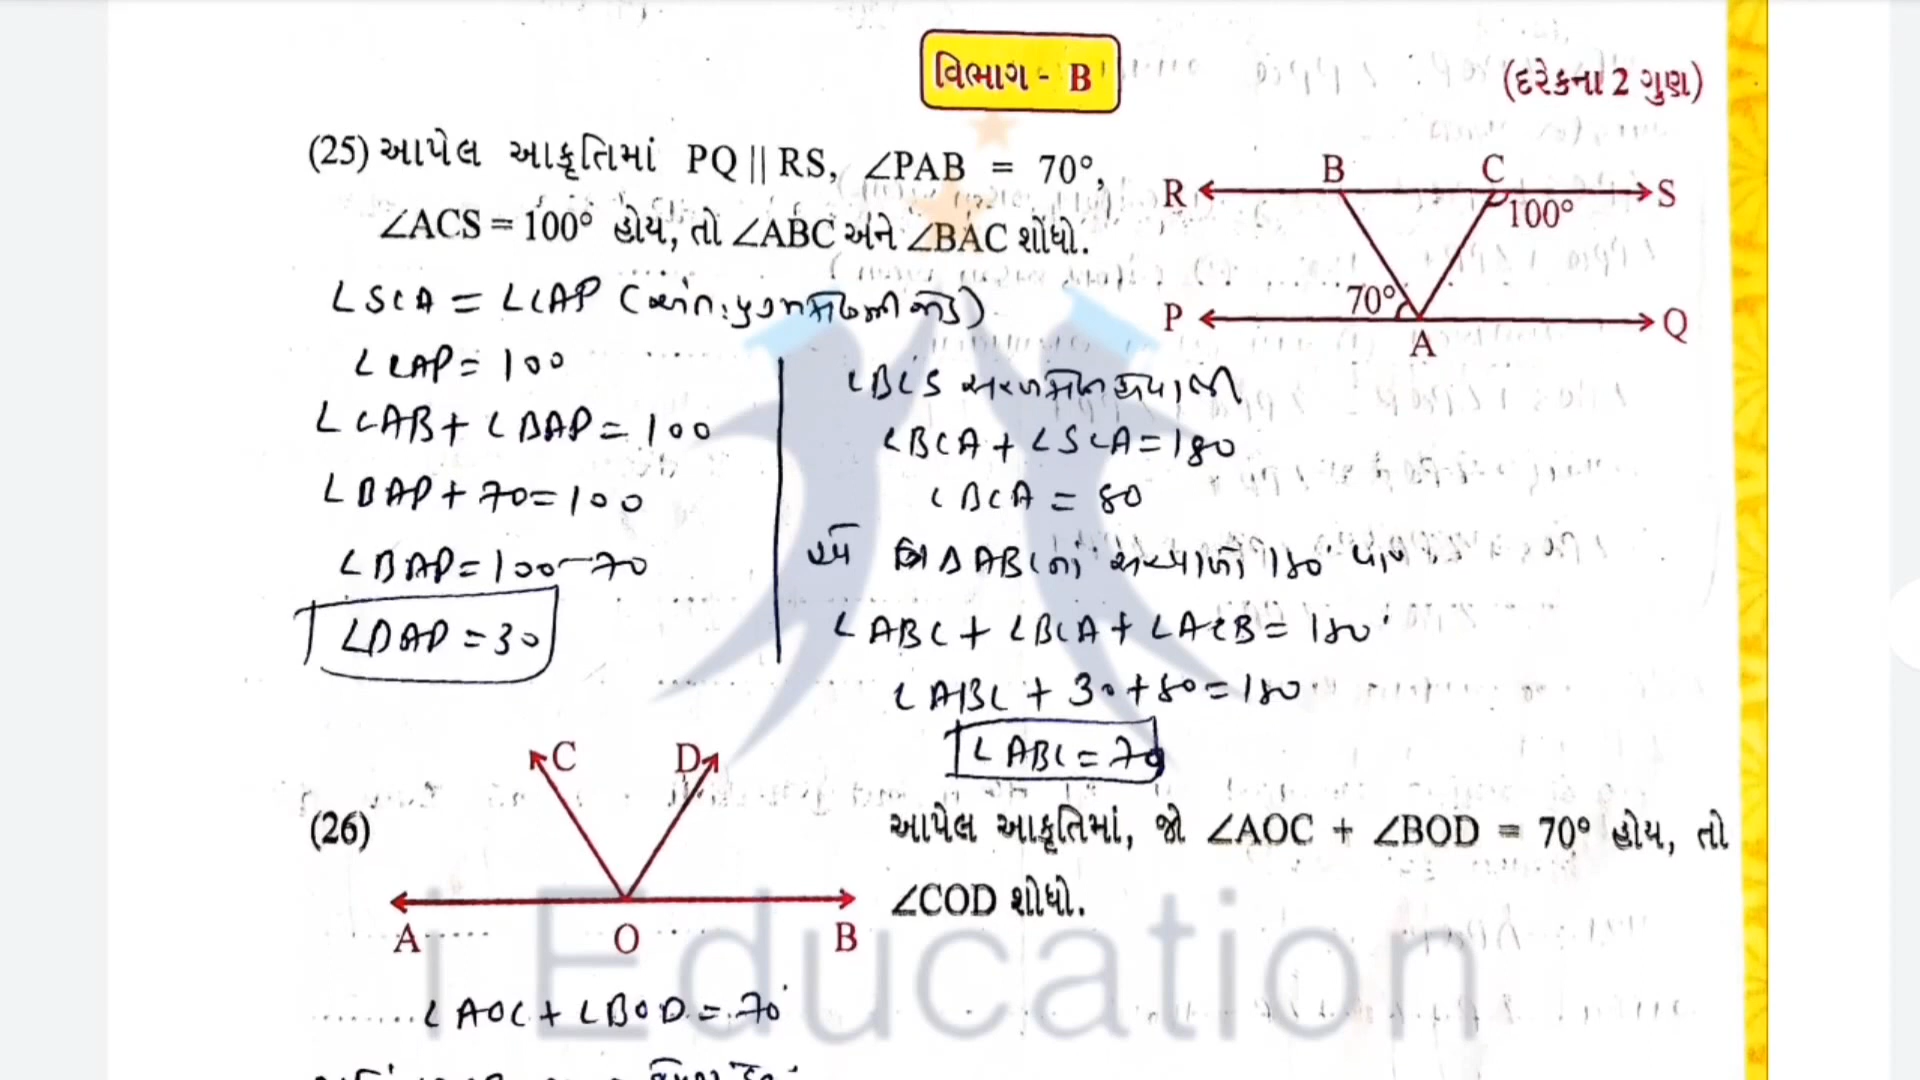 વિભાગ - B
(દરેકના 2 ગુણ)
(25) આપેલ આકૃતિમાં PQ || RS, ∠PAB = 70°,
∠ACS = 100° હોય, તો ∠ABC અને ∠BAC શોધો.
R B C S
100°
70°
P A Q
∠SCA = ∠CAP
∠CAP = 100
∠CAB + ∠BAP = 100
∠BAP + 70 = 100
∠BAP = 100 - 70
∠BAP = 30
∠BCS
∠BCA + ∠SCA = 180
∠BCA = 80
∠ABC + ∠BCA + ∠ACB = 180°
∠ABC + 30 + 80 = 180
∠ABC = 70
(26)
C D
A O B
આપેલ આકૃતિમાં, જો ∠AOC + ∠BOD = 70° હોય, તો
∠COD શોધો.
∠AOC + ∠BOD = 70°
i Education